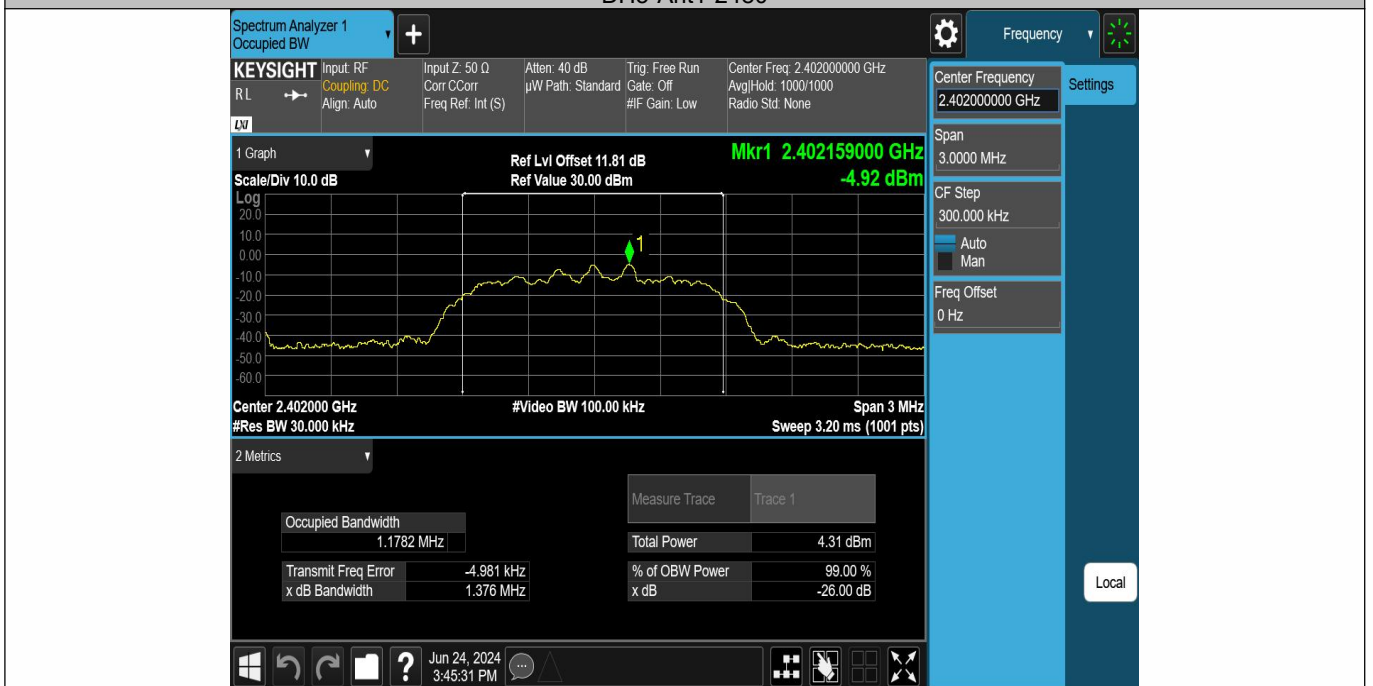 Spectrum Analyzer 1
Occupied BW
Frequency
KEYSIGHT
R L
LXI
Input: RF
Coupling: DC
Align: Auto
Input Z: 50 Ω
Corr CCorr
Freq Ref: Int (S)
Atten: 40 dB
µW Path: Standard
Trig: Free Run
Gate: Off
#IF Gain: Low
Center Freq: 2.402000000 GHz
Avg|Hold: 1000/1000
Radio Std: None
Center Frequency
2.402000000 GHz
Settings
Span
3.0000 MHz
CF Step
300.000 kHz
Auto
Man
Freq Offset
0 Hz
Local
1 Graph
Scale/Div 10.0 dB
Ref Lvl Offset 11.81 dB
Ref Value 30.00 dBm
Mkr1 2.402159000 GHz
-4.92 dBm
Log
20.0
10.0
0.00
-10.0
-20.0
-30.0
-40.0
-50.0
-60.0
1
Center 2.402000 GHz
#Video BW 100.00 kHz
Span 3 MHz
#Res BW 30.000 kHz
Sweep 3.20 ms (1001 pts)
2 Metrics
Measure Trace Trace 1
Occupied Bandwidth
1.1782 MHz
Total Power 4.31 dBm
Transmit Freq Error -4.981 kHz
% of OBW Power 99.00 %
x dB Bandwidth 1.376 MHz
x dB -26.00 dB
Jun 24, 2024
3:45:31 PM